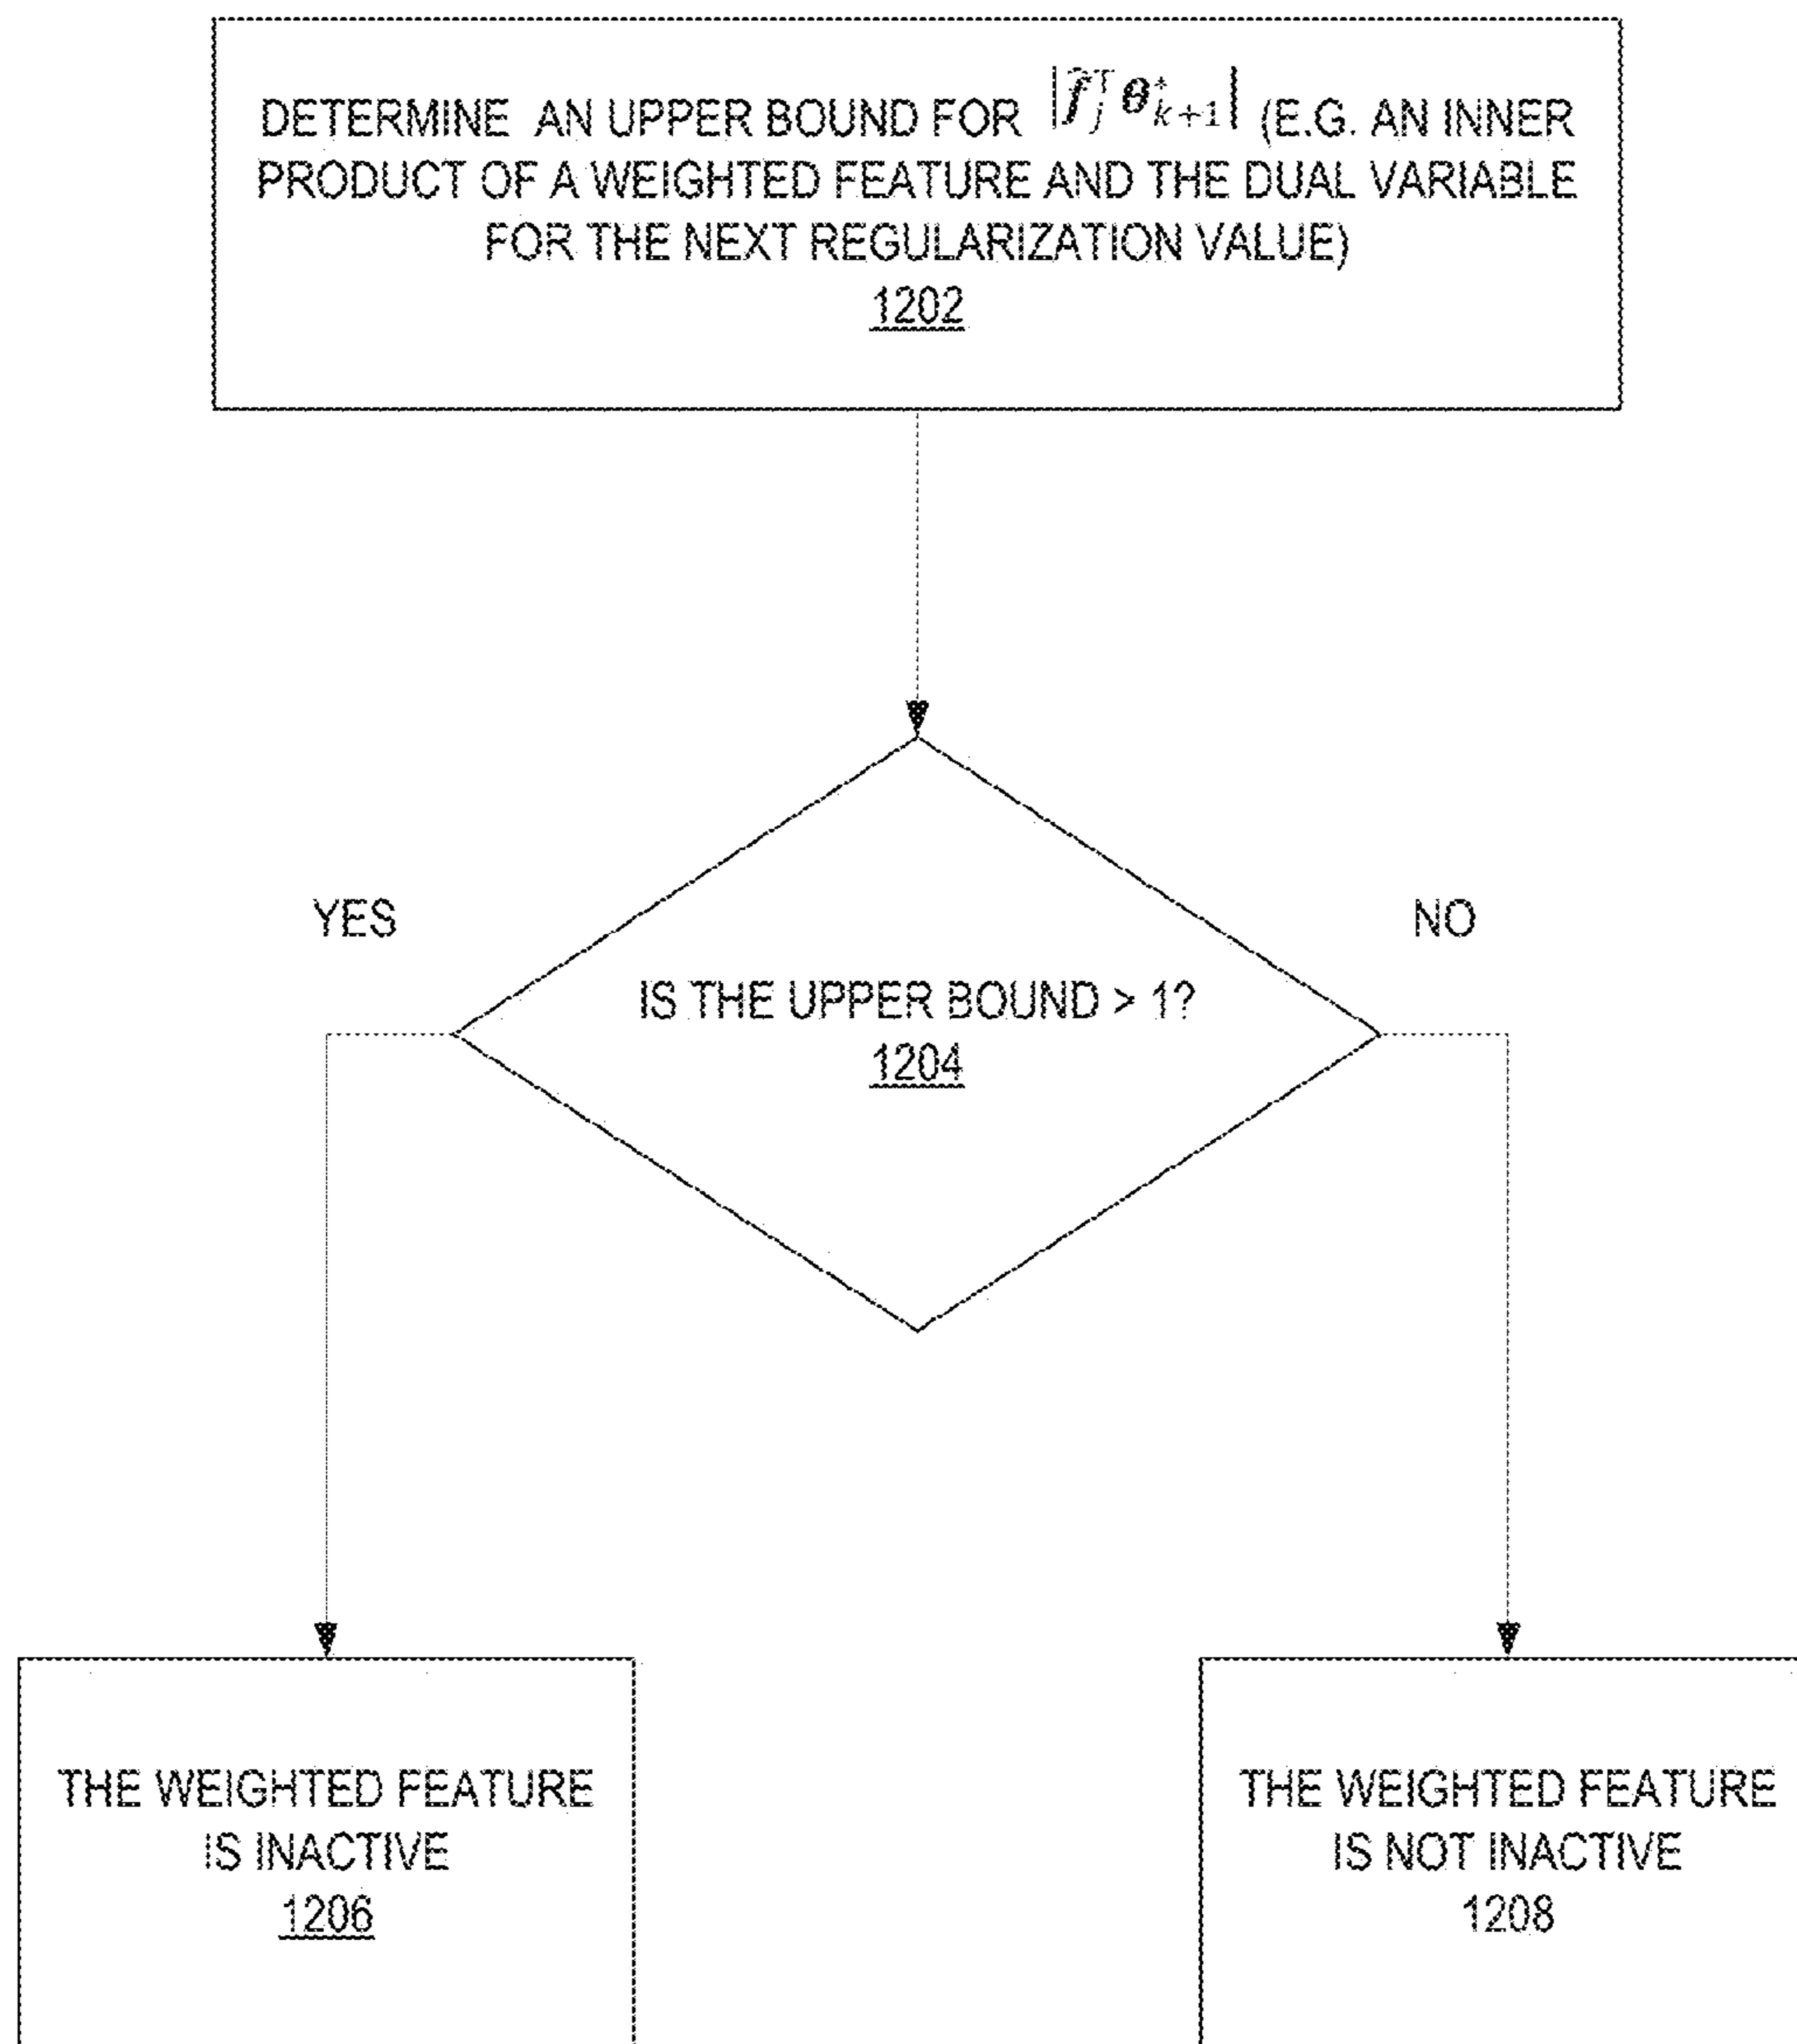 DETERMINE AN UPPER BOUND FOR |f̂ⱼᵀ θ*ₖ₊₁| (E.G. AN INNER
PRODUCT OF A WEIGHTED FEATURE AND THE DUAL VARIABLE
FOR THE NEXT REGULARIZATION VALUE)
1202
YES
NO
IS THE UPPER BOUND > 1?
1204
THE WEIGHTED FEATURE
IS INACTIVE
1206
THE WEIGHTED FEATURE
IS NOT INACTIVE
1208